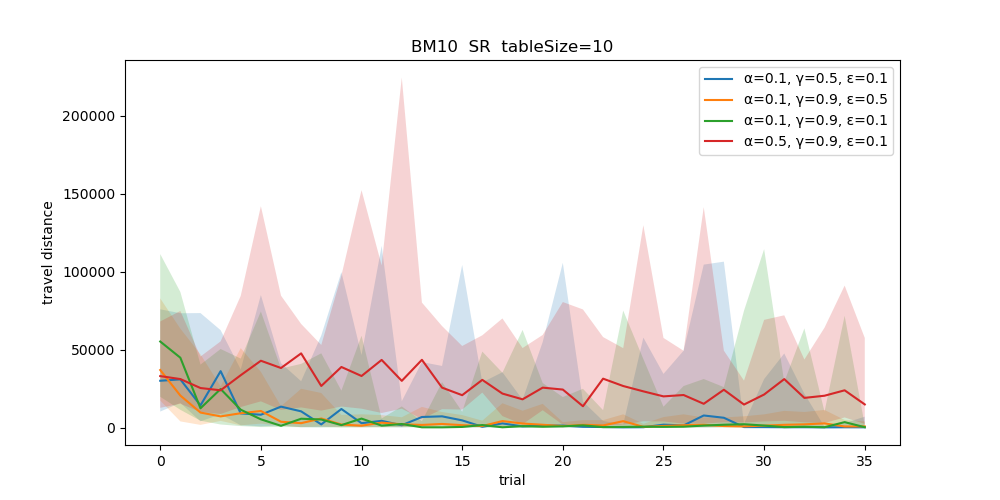 BM10 SR tableSize=10
α=0.1, γ=0.5, ε=0.1
α=0.1, γ=0.9, ε=0.5
α=0.1, γ=0.9, ε=0.1
α=0.5, γ=0.9, ε=0.1
travel distance
200000
150000
100000
50000
0
0 5 10 15 20 25 30 35
trial